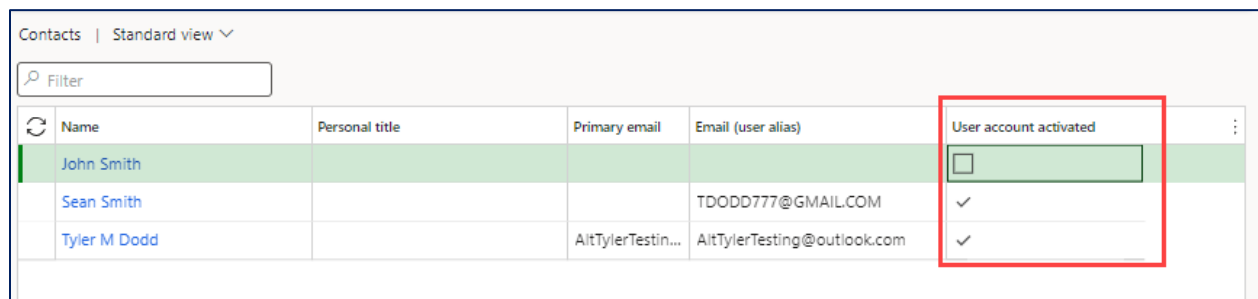 Contacts | Standard view
Filter
Name Personal title Primary email Email (user alias) User account activated
John Smith
Sean Smith TDODD777@GMAIL.COM
Tyler M Dodd AltTylerTestin... AltTylerTesting@outlook.com